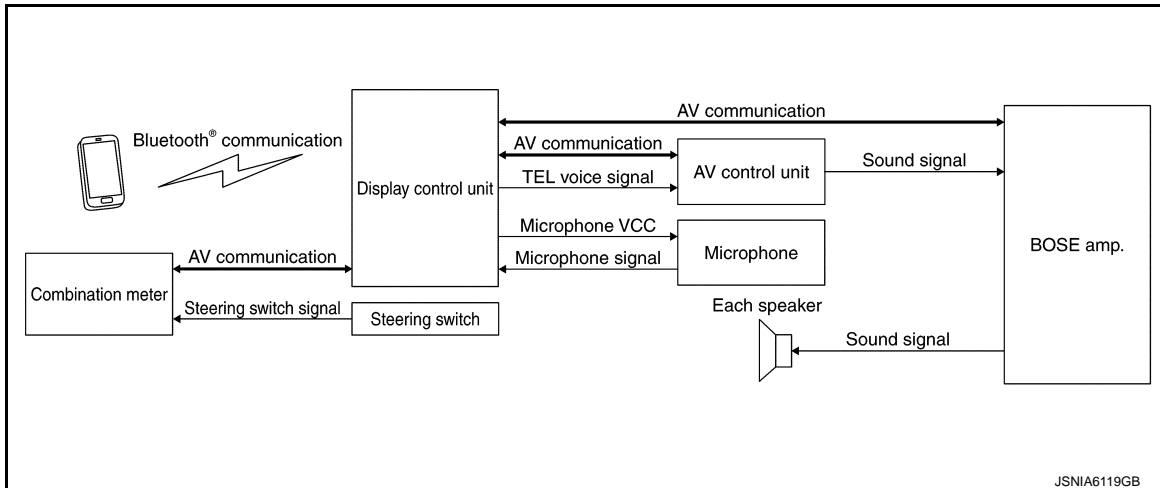 AV communication
Bluetooth® communication
AV communication
Sound signal
Display control unit
TEL voice signal
AV control unit
Microphone VCC
Microphone
Microphone signal
BOSE amp.
AV communication
Combination meter
Steering switch signal
Steering switch
Each speaker
Sound signal
JSNIA6119GB